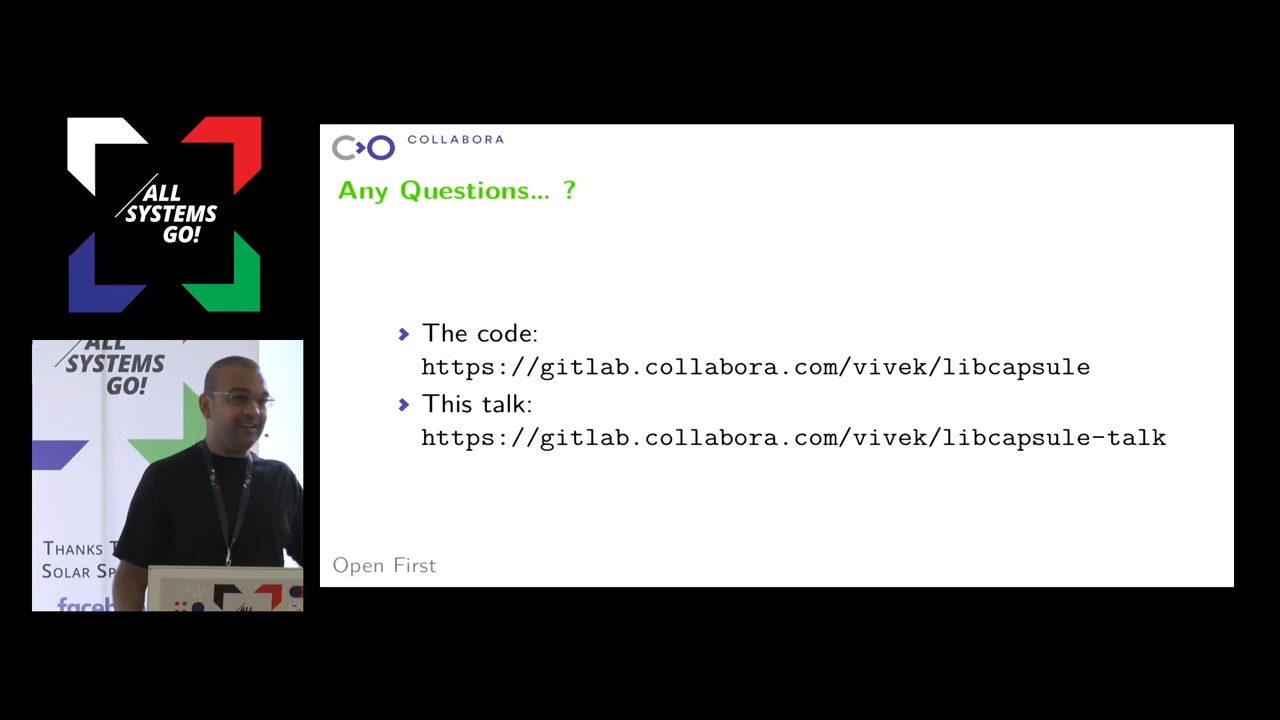 ALL
SYSTEMS
GO!
COLLABORA
Any Questions... ?
The code:
https://gitlab.collabora.com/vivek/libcapsule
This talk:
https://gitlab.collabora.com/vivek/libcapsule-talk
Open First
ALL
SYSTEMS
GO!
THANKS
SOLAR